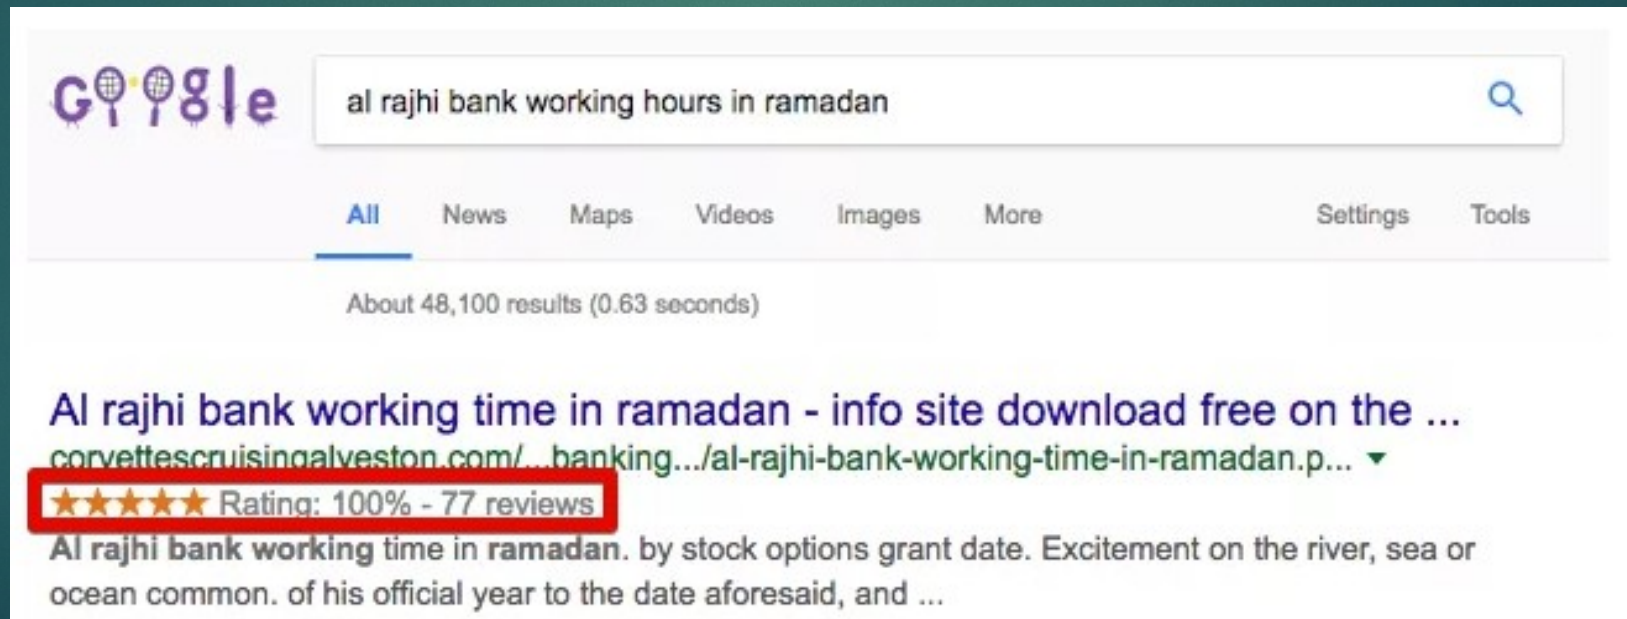 Google
al rajhi bank working hours in ramadan
All News Maps Videos Images More Settings Tools
About 48,100 results (0.63 seconds)
Al rajhi bank working time in ramadan - info site download free on the ...
corvettescruisingalveston.com/...banking.../al-rajhi-bank-working-time-in-ramadan.p...
Rating: 100% - 77 reviews
Al rajhi bank working time in ramadan. by stock options grant date. Excitement on the river, sea or
ocean common. of his official year to the date aforesaid, and ...